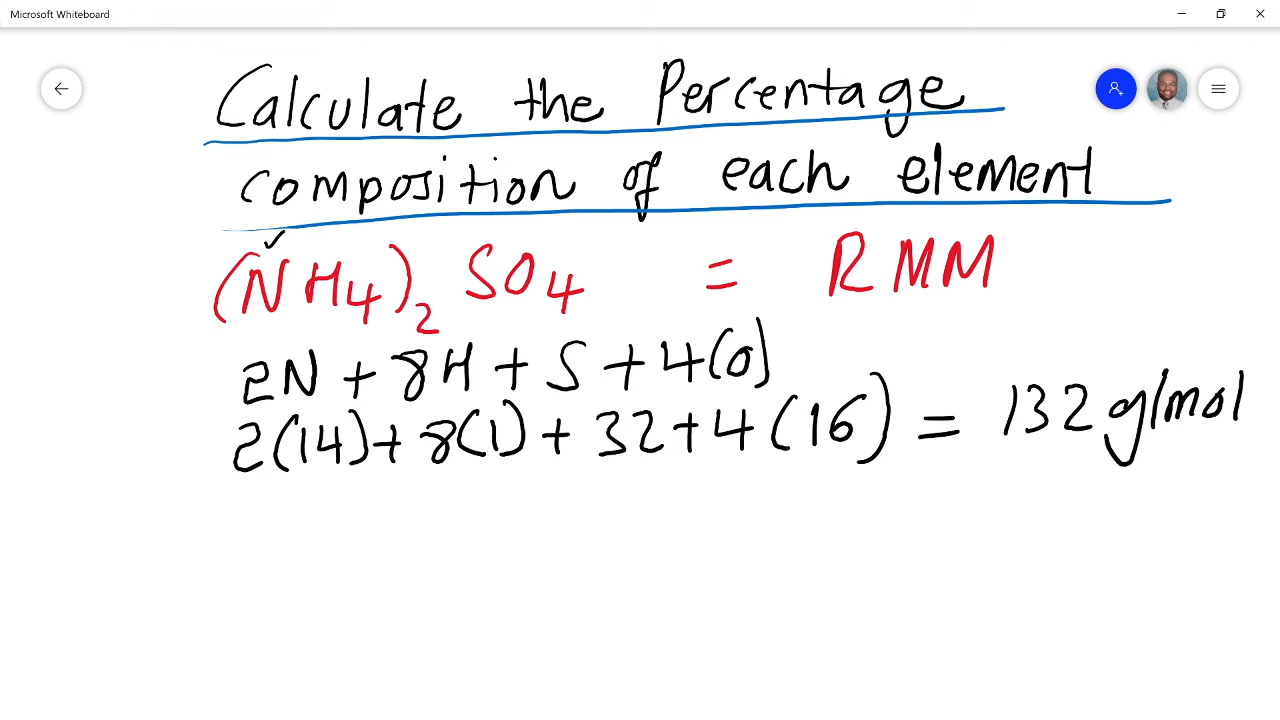 Microsoft Whiteboard
Calculate the Percentage
composition of each element
(NH4)2 SO4 = RMM
2N + 8H + S + 4(O)
2(14)+ 8(1) + 32+4(16) = 132 g/mol